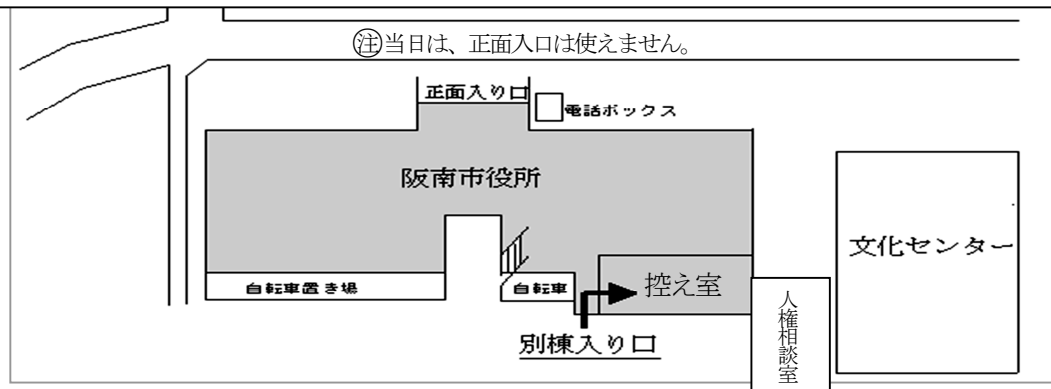 ㊟当日は、正面入口は使えません。
正面入り口
電話ボックス
阪南市役所
文化センター
自転車置き場
自転車
控え室
人権相談室
別棟入り口